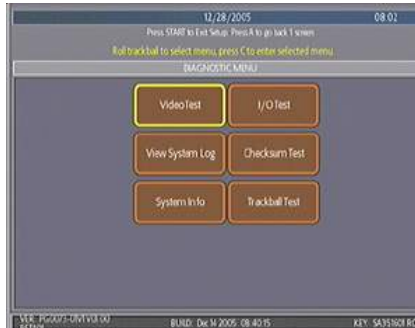 12/28/2005 08:02
Press START to Exit Setup Press A to go back 1 screen
Roll trackball to select menu, press C to enter selected menu
DIAGNOSTIC MENU
Video Test I/O Test
View System Log Checksum Test
System Info Trackball Test
BUILD: Dec 14 2005 08:40:15